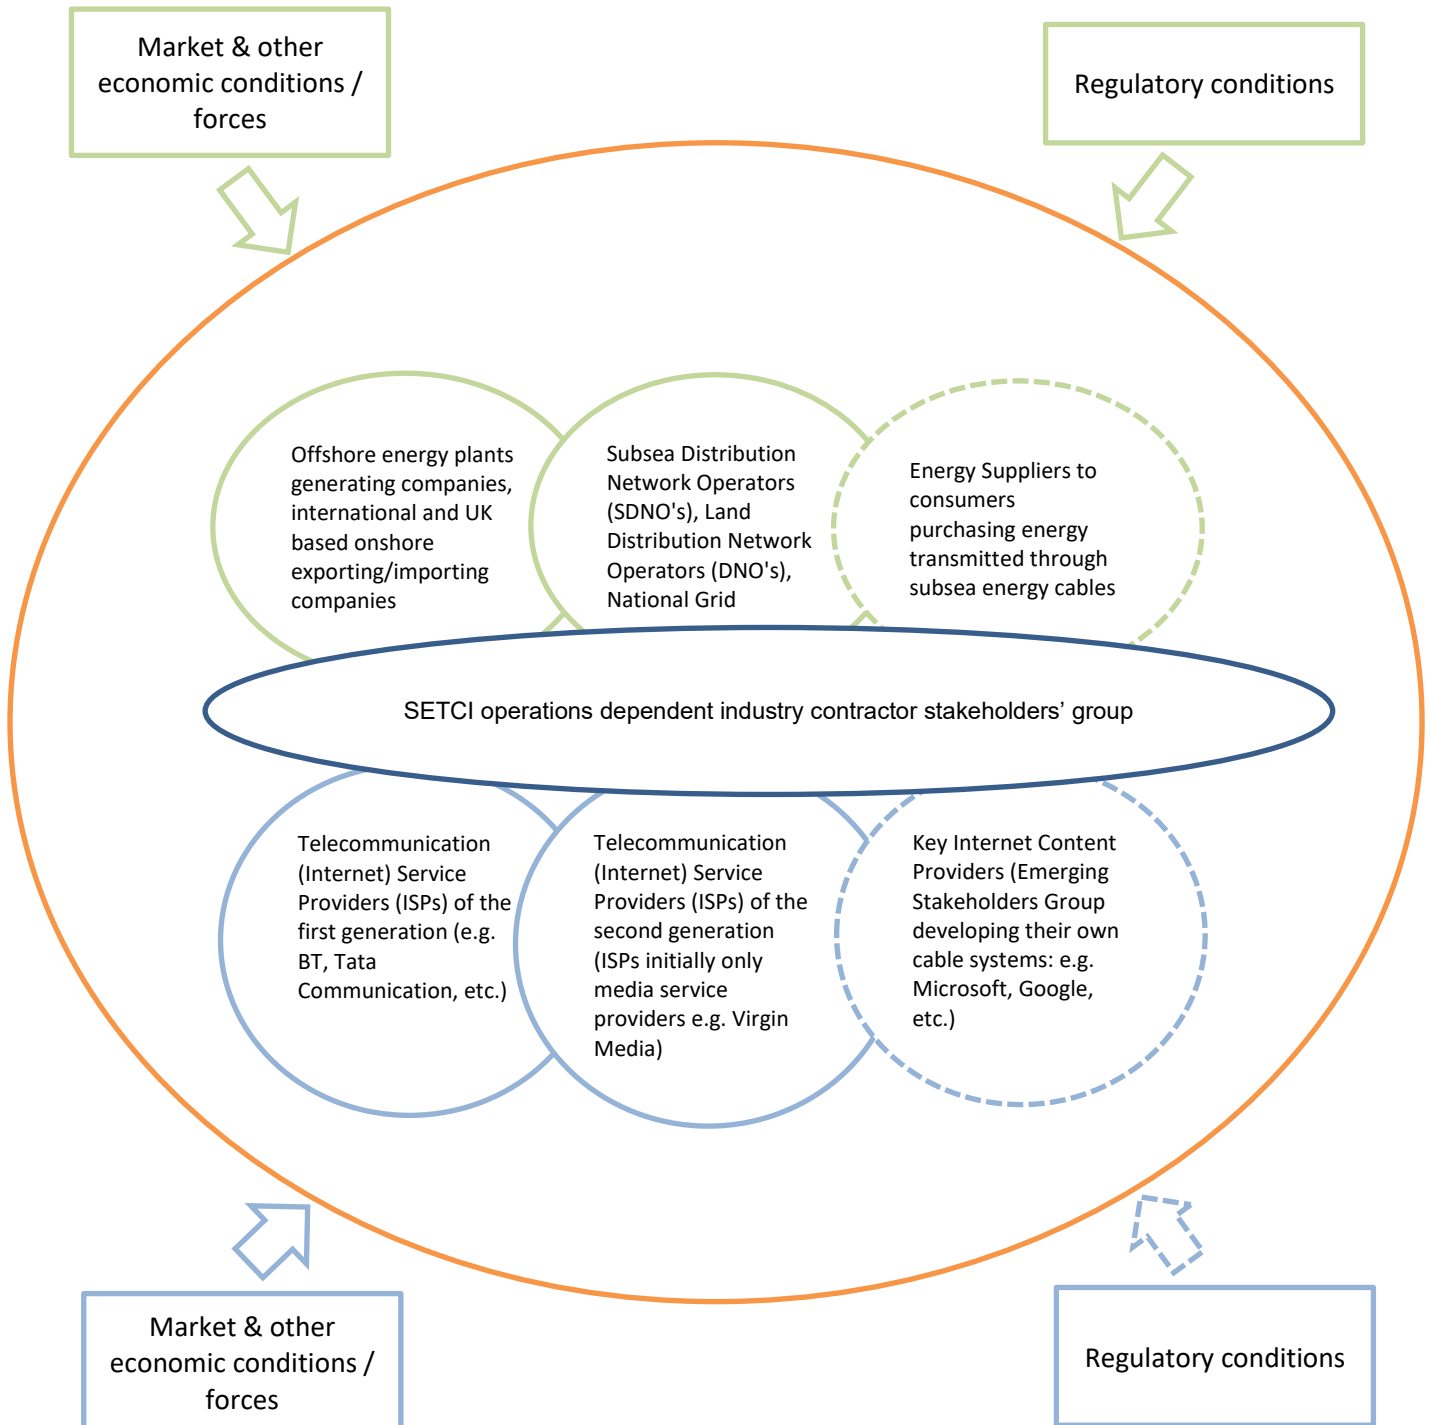 Market & other
economic conditions /
forces
Regulatory conditions
Offshore energy plants
generating companies,
international and UK
based onshore
exporting/importing
companies
Subsea Distribution
Network Operators
(SDNO's), Land
Distribution Network
Operators (DNO's),
National Grid
Energy Suppliers to
consumers
purchasing energy
transmitted through
subsea energy cables
SETCI operations dependent industry contractor stakeholders’ group
Telecommunication
(Internet) Service
Providers (ISPs) of the
first generation (e.g.
BT, Tata
Communication, etc.)
Telecommunication
(Internet) Service
Providers (ISPs) of the
second generation
(ISPs initially only
media service
providers e.g. Virgin
Media)
Key Internet Content
Providers (Emerging
Stakeholders Group
developing their own
cable systems: e.g.
Microsoft, Google,
etc.)
Market & other
economic conditions /
forces
Regulatory conditions